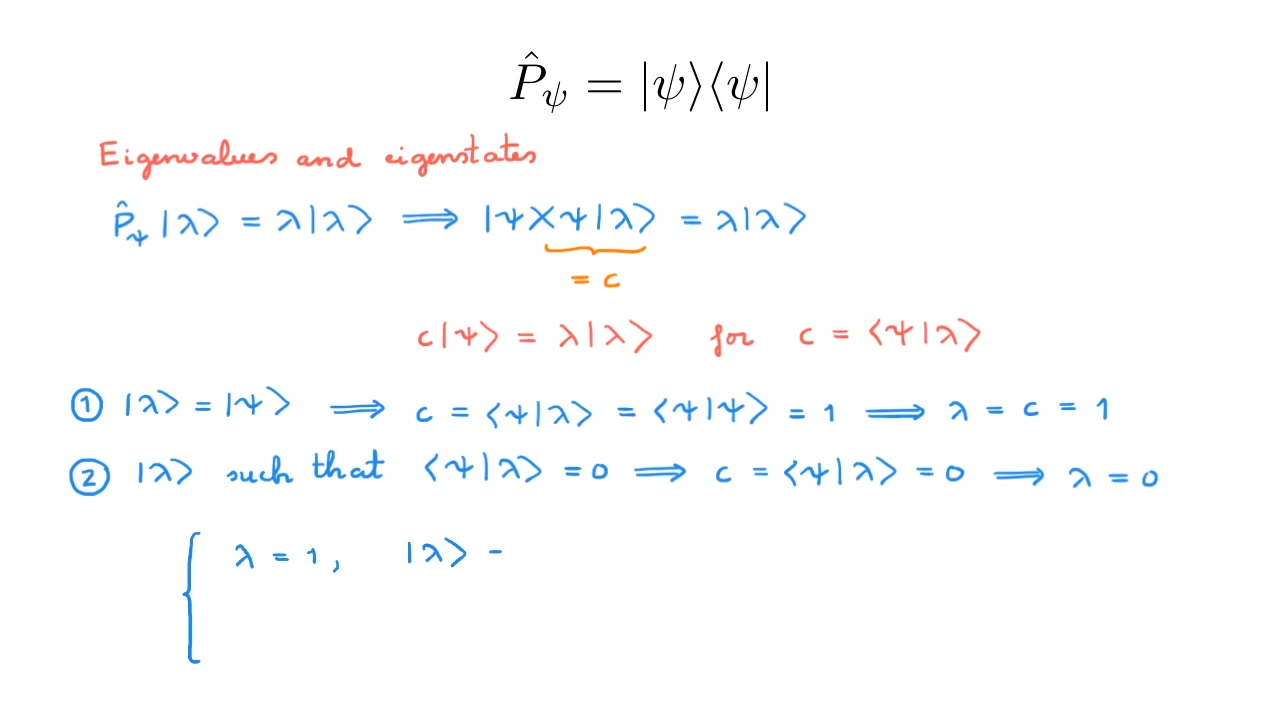 P̂_ψ = |ψ⟩⟨ψ|
Eigenvalues and eigenstates
P̂_ψ |λ⟩ = λ|λ⟩ ⟹ |ψ⟩⟨ψ|λ⟩ = λ|λ⟩
= c
c|ψ⟩ = λ|λ⟩ for c = ⟨ψ|λ⟩
① |λ⟩ = |ψ⟩ ⟹ c = ⟨ψ|λ⟩ = ⟨ψ|ψ⟩ = 1 ⟹ λ = c = 1
② |λ⟩ such that ⟨ψ|λ⟩ = 0 ⟹ c = ⟨ψ|λ⟩ = 0 ⟹ λ = 0
{ λ = 1, |λ⟩ -